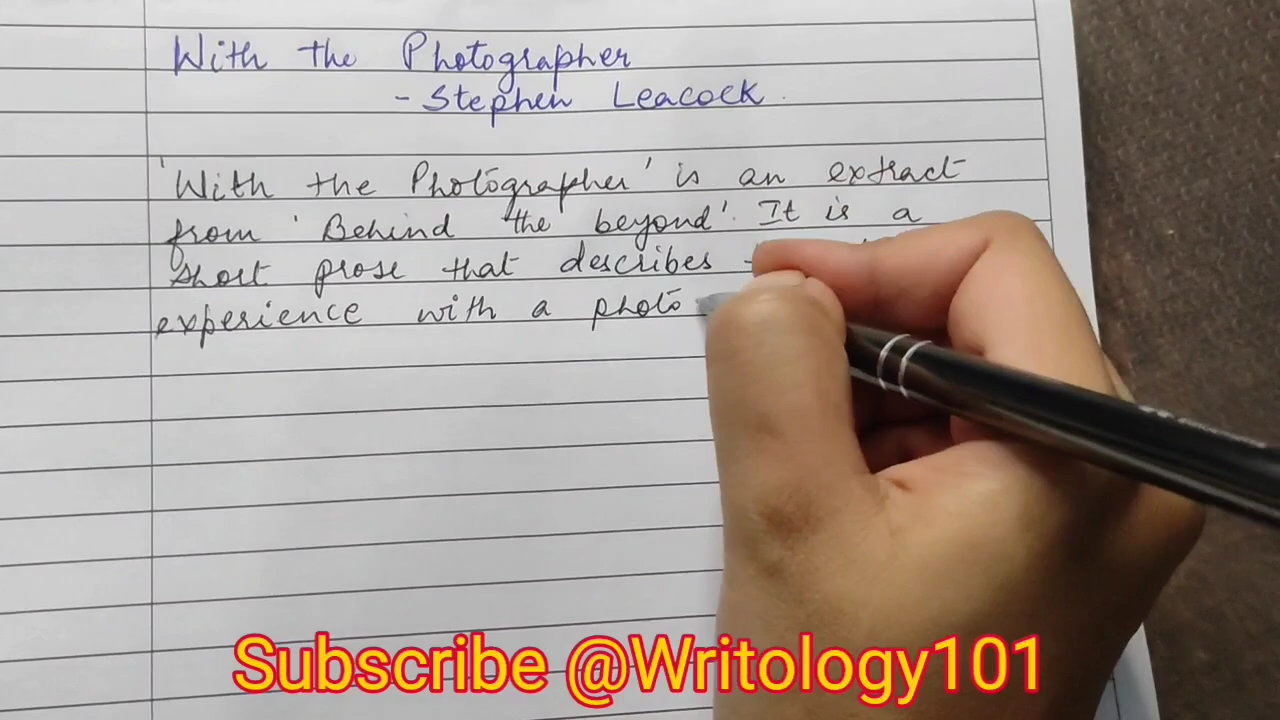 With the Photographer
- Stephen Leacock.
'With the Photographer' is an extract
from 'Behind the beyond'. It is a
short prose that describes
experience with a photo
Subscribe @Writology101